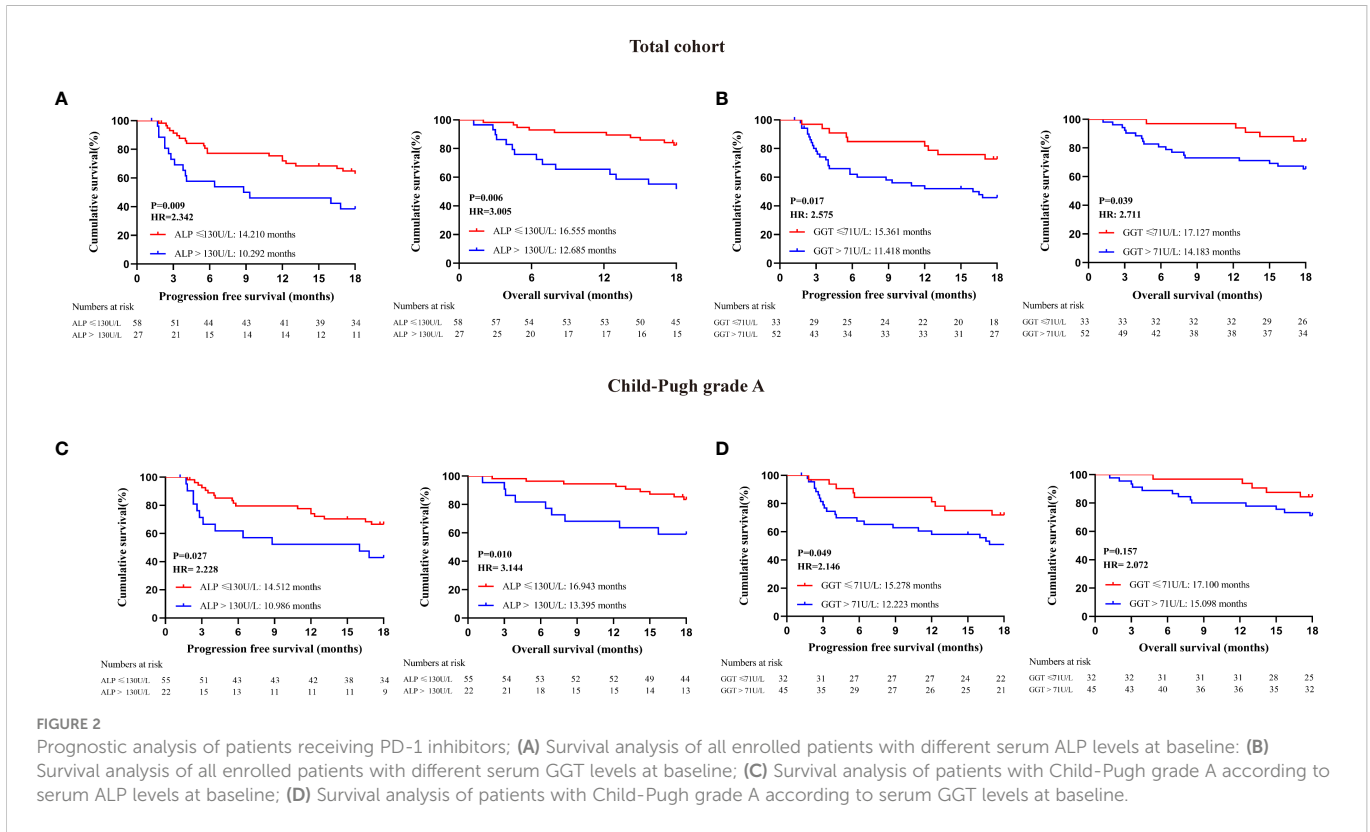 Total cohort
A
Cumulative survival(%)
100
80
60
40
20
0
P=0.009
HR=2.342
ALP ≤130U/L: 14.210 months
ALP > 130U/L: 10.292 months
0 3 6 9 12 15 18
Progression free survival (months)
Numbers at risk
ALP ≤130U/L 58 51 44 43 41 39 34
ALP > 130U/L 27 21 15 14 14 12 11
Cumulative survival(%)
100
80
60
40
20
0
P=0.006
HR=3.005
ALP ≤130U/L: 16.555 months
ALP > 130U/L: 12.685 months
0 6 12 18
Overall survival (months)
Numbers at risk
ALP ≤130U/L 58 57 54 53 53 50 45
ALP > 130U/L 27 25 20 17 17 16 15
B
Cumulative survival(%)
100
80
60
40
20
0
P=0.017
HR: 2.575
GGT ≤71U/L: 15.361 months
GGT > 71U/L: 11.418 months
0 3 6 9 12 15 18
Progression free survival (months)
Numbers at risk
GGT ≤71U/L 33 29 25 24 22 20 18
GGT > 71U/L 52 43 34 33 33 31 27
Cumulative survival(%)
100
80
60
40
20
0
P=0.039
HR: 2.711
GGT ≤71U/L: 17.127 months
GGT > 71U/L: 14.183 months
0 3 6 9 12 15 18
Overall survival (months)
Numbers at risk
GGT ≤71U/L 33 33 32 32 32 29 26
GGT > 71U/L 52 49 42 38 38 37 34
Child-Pugh grade A
C
Cumulative survival(%)
100
80
60
40
20
0
P=0.027
HR= 2.228
ALP ≤130U/L: 14.512 months
ALP > 130U/L: 10.986 months
0 3 6 9 12 15 18
Progression free survival (months)
Numbers at risk
ALP ≤130U/L 55 51 43 43 42 38 34
ALP > 130U/L 22 15 13 11 11 11 9
Cumulative survival(%)
100
80
60
40
20
0
P=0.010
HR= 3.144
ALP ≤130U/L: 16.943 months
ALP > 130U/L: 13.395 months
0 3 6 9 12 15 18
Overall survival (months)
Numbers at risk
ALP ≤130U/L 55 54 53 52 52 49 44
ALP > 130U/L 22 21 18 15 15 14 13
D
Cumulative survival(%)
100
80
60
40
20
0
P=0.049
HR=2.146
GGT ≤71U/L: 15.278 months
GGT > 71U/L: 12.223 months
0 3 6 9 12 15 18
Progression free survival (months)
Numbers at risk
GGT ≤71U/L 32 31 27 27 27 24 22
GGT > 71U/L 45 35 29 27 26 25 21
Cumulative survival(%)
100
80
60
40
20
0
P=0.157
HR= 2.072
GGT ≤71U/L: 17.100 months
GGT > 71U/L: 15.098 months
0 3 6 9 12 15 18
Overall survival (months)
Numbers at risk
GGT ≤71U/L 32 32 31 31 31 28 25
GGT > 71U/L 45 43 40 36 36 35 32
FIGURE 2
Prognostic analysis of patients receiving PD-1 inhibitors; (A) Survival analysis of all enrolled patients with different serum ALP levels at baseline: (B)
Survival analysis of all enrolled patients with different serum GGT levels at baseline; (C) Survival analysis of patients with Child-Pugh grade A according to
serum ALP levels at baseline; (D) Survival analysis of patients with Child-Pugh grade A according to serum GGT levels at baseline.